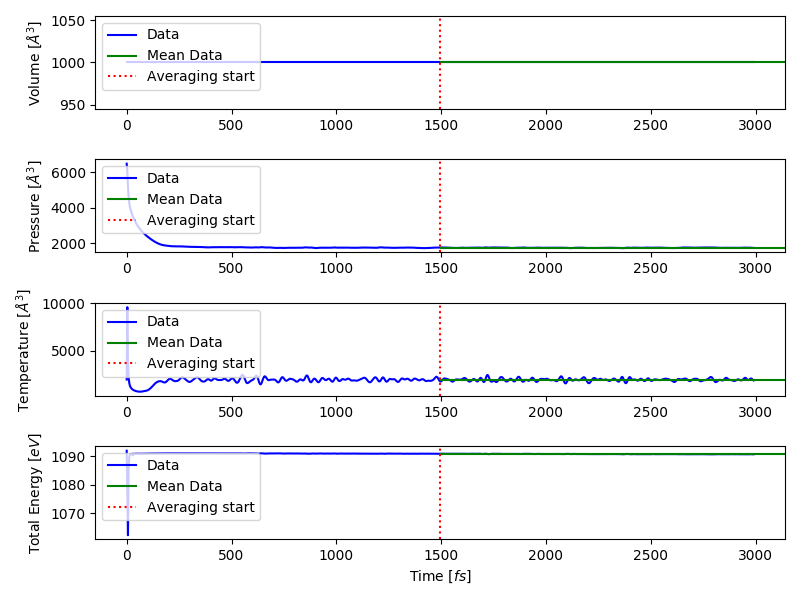 1050
1000
950
Volume [Å³]
Data
Mean Data
Averaging start
0 500 1000 1500 2000 2500 3000
6000
4000
2000
Pressure [Å³]
Data
Mean Data
Averaging start
0 500 1000 1500 2000 2500 3000
10000
5000
Temperature [Å³]
Data
Mean Data
Averaging start
0 500 1000 1500 2000 2500 3000
1090
1080
1070
Total Energy [eV]
Data
Mean Data
Averaging start
0 500 1000 1500 2000 2500 3000
Time [fs]